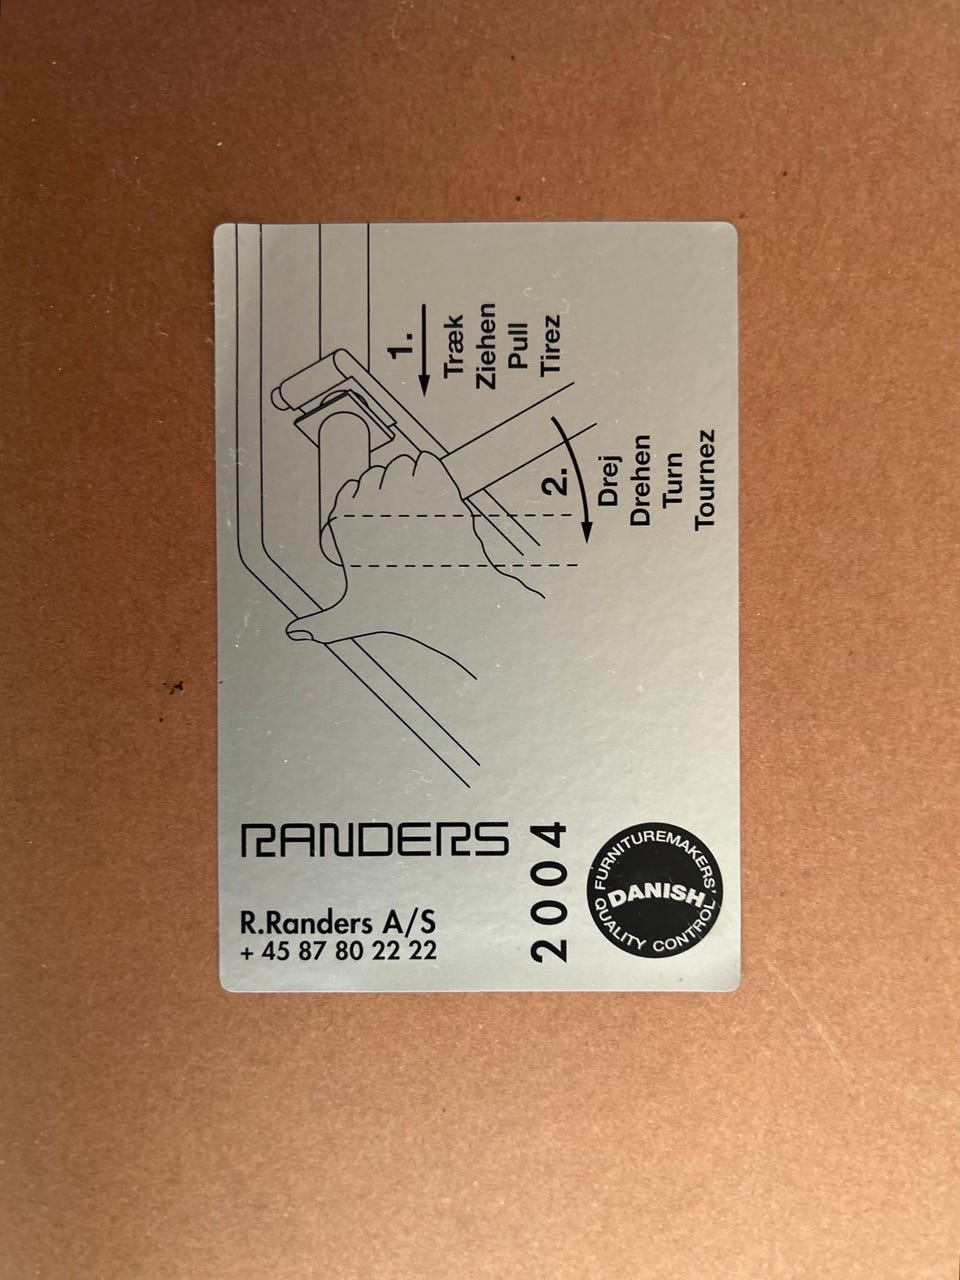 1.
Træk
Ziehen
Pull
Tirez
2.
Drej
Drehen
Turn
Tournez
RANDERS
R.Randers A/S
+ 45 87 80 22 22
2004
FURNITUREMAKERS'
DANISH
QUALITY CONTROL